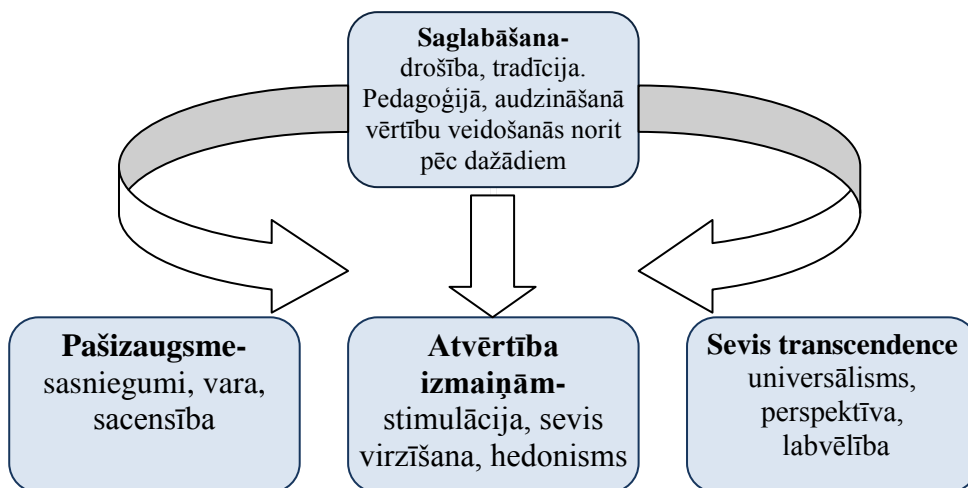 Saglabāšana-
drošība, tradīcija.
Pedagoģijā, audzināšanā
vērtību veidošanās norit
pēc dažādiem
Pašizaugsme-
sasniegumi, vara,
sacensība
Atvērtība
izmaiņām-
stimulācija, sevis
virzīšana, hedonisms
Sevis transcendence
universālisms,
perspektīva,
labvēlība